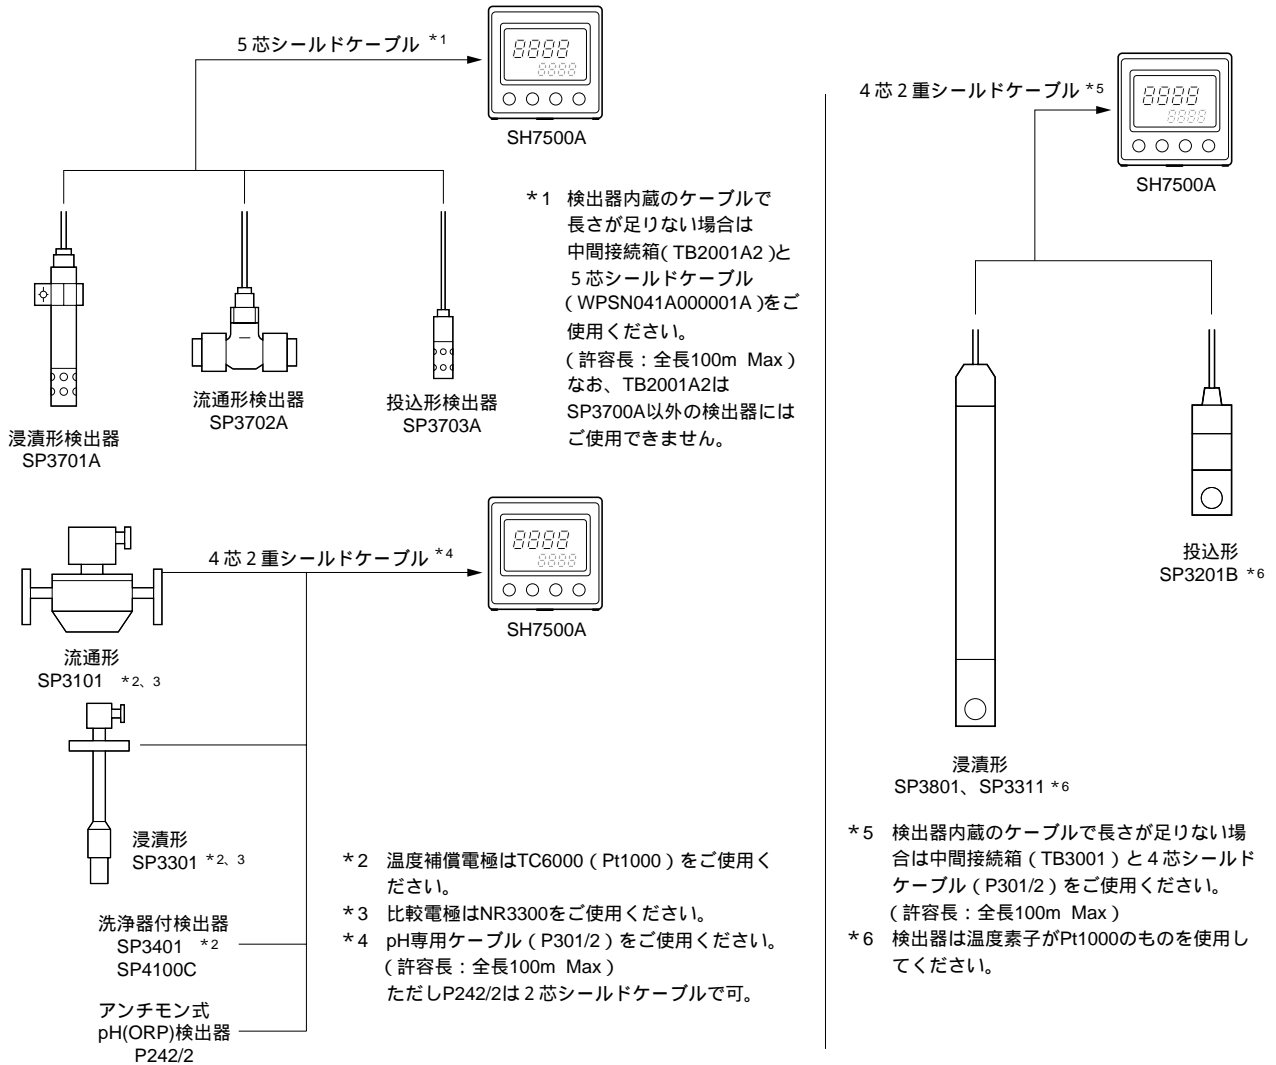 5芯シールドケーブル *1
SH7500A
*1 検出器内蔵のケーブルで
長さが足りない場合は
中間接続箱(TB2001A2)と
5芯シールドケーブル
(WPSN041A000001A)をご
使用ください。
(許容長:全長100m Max)
なお、TB2001A2は
SP3700A以外の検出器には
ご使用できません。
浸漬形検出器
SP3701A
流通形検出器
SP3702A
投込形検出器
SP3703A
4芯2重シールドケーブル *4
SH7500A
流通形
SP3101 *2、3
浸漬形
SP3301 *2、3
洗浄器付検出器
SP3401 *2
SP4100C
アンチモン式
pH(ORP)検出器
P242/2
*2 温度補償電極はTC6000(Pt1000)をご使用く
ださい。
*3 比較電極はNR3300をご使用ください。
*4 pH専用ケーブル(P301/2)をご使用ください。
(許容長:全長100m Max)
ただしP242/2は2芯シールドケーブルで可。
4芯2重シールドケーブル *5
SH7500A
投込形
SP3201B *6
浸漬形
SP3801、SP3311 *6
*5 検出器内蔵のケーブルで長さが足りない場
合は中間接続箱(TB3001)と4芯シールド
ケーブル(P301/2)をご使用ください。
(許容長:全長100m Max)
*6 検出器は温度素子がPt1000のものを使用し
てください。
8888
8888
8888
8888
8888
8888